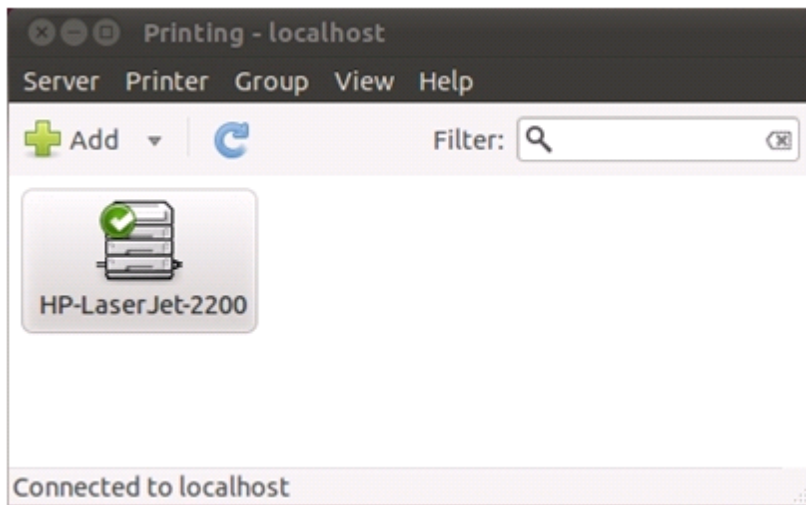 Printing - localhost
Server Printer Group View Help
Add Filter:
HP-LaserJet-2200
Connected to localhost